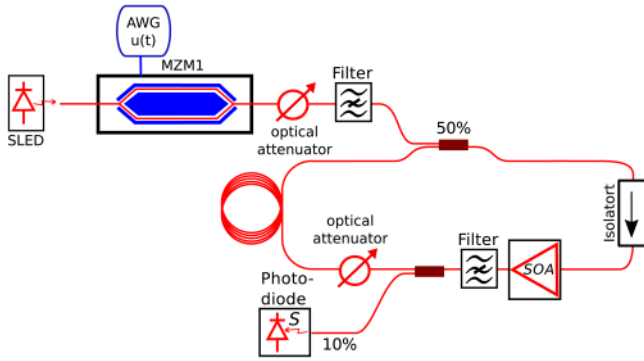 AWG
u(t)
MZM1
SLED
optical
attenuator
Filter
50%
Isolatort
optical
attenuator
Filter
SOA
Photo-
diode
S
10%